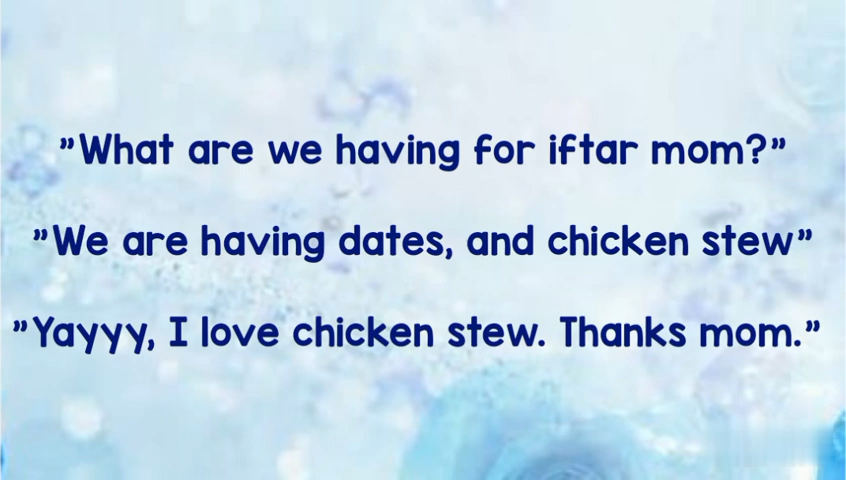 ”What are we having for iftar mom?”
”We are having dates, and chicken stew”
”Yayyy, I love chicken stew. Thanks mom.”